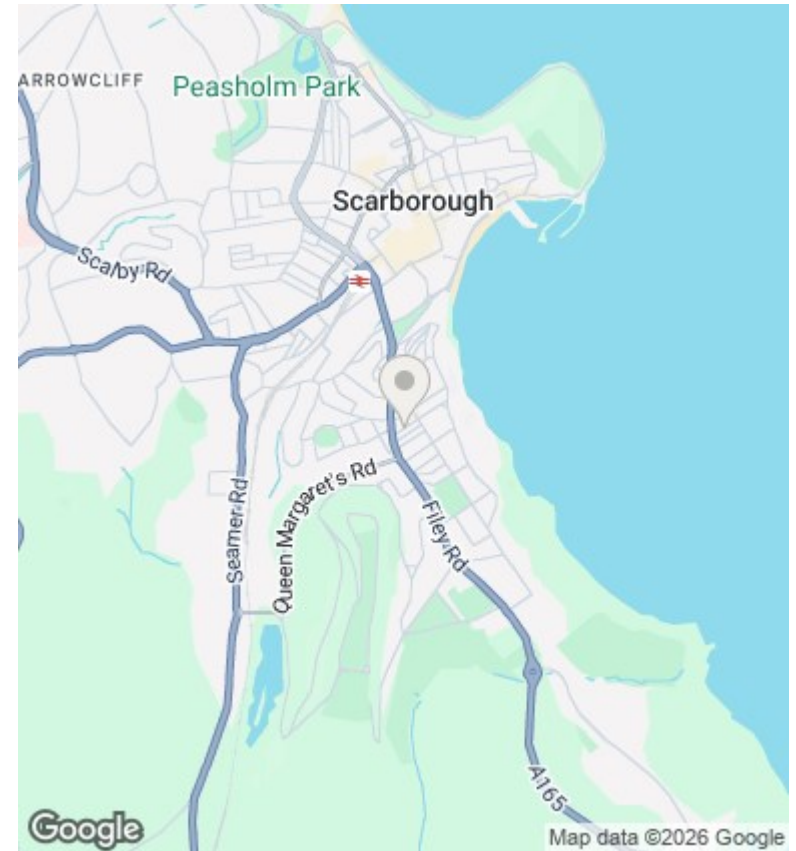 ARROWCLIFF
Peasholm Park
Scarborough
Scalby Rd
Seamer Rd
Queen Margaret's Rd
Filey Rd
A165
Google
Map data ©2026 Google